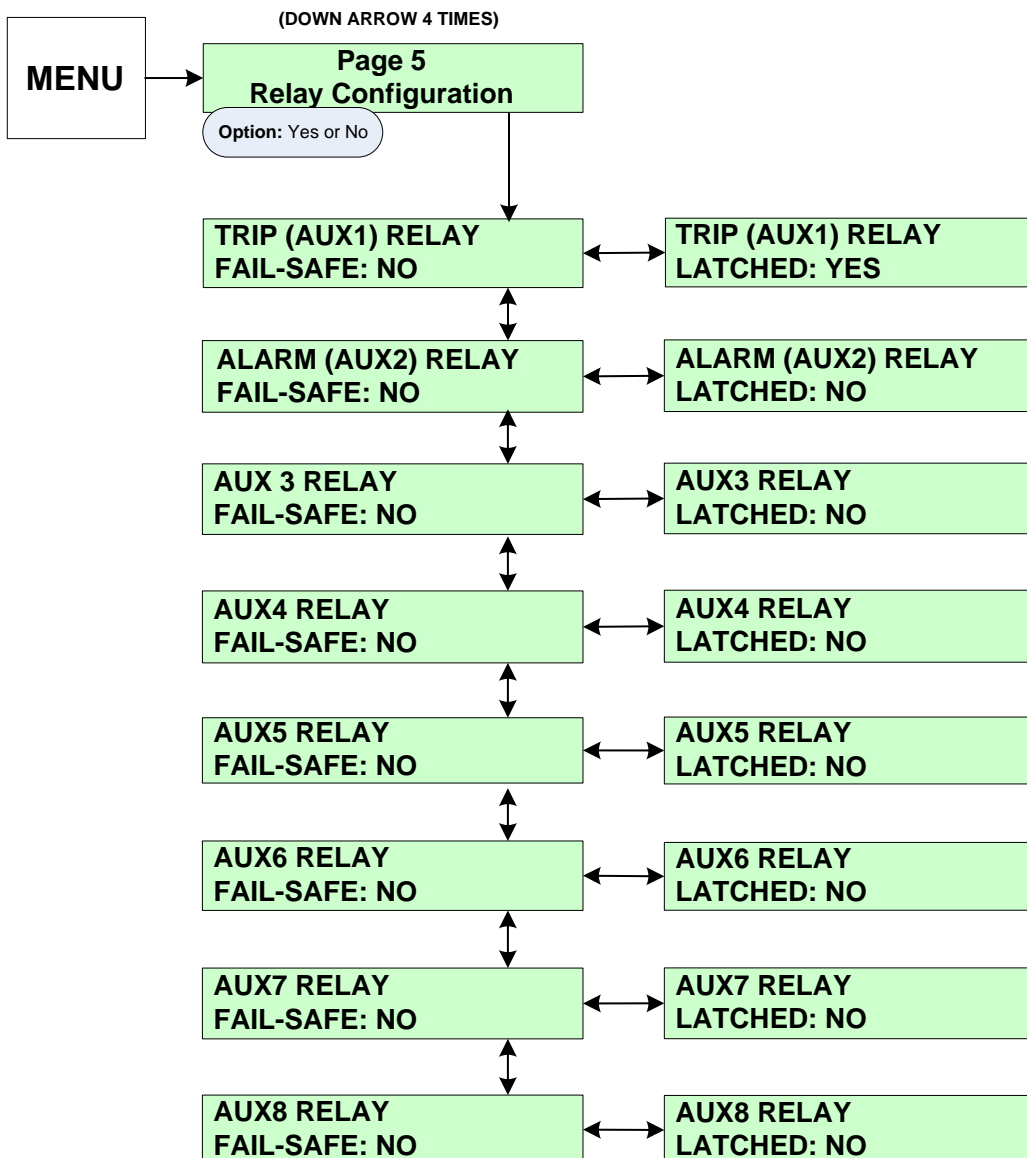 (DOWN ARROW 4 TIMES)
MENU
Page 5
Relay Configuration
Option: Yes or No
TRIP (AUX1) RELAY
FAIL-SAFE: NO
TRIP (AUX1) RELAY
LATCHED: YES
ALARM (AUX2) RELAY
FAIL-SAFE: NO
ALARM (AUX2) RELAY
LATCHED: NO
AUX 3 RELAY
FAIL-SAFE: NO
AUX3 RELAY
LATCHED: NO
AUX4 RELAY
FAIL-SAFE: NO
AUX4 RELAY
LATCHED: NO
AUX5 RELAY
FAIL-SAFE: NO
AUX5 RELAY
LATCHED: NO
AUX6 RELAY
FAIL-SAFE: NO
AUX6 RELAY
LATCHED: NO
AUX7 RELAY
FAIL-SAFE: NO
AUX7 RELAY
LATCHED: NO
AUX8 RELAY
FAIL-SAFE: NO
AUX8 RELAY
LATCHED: NO